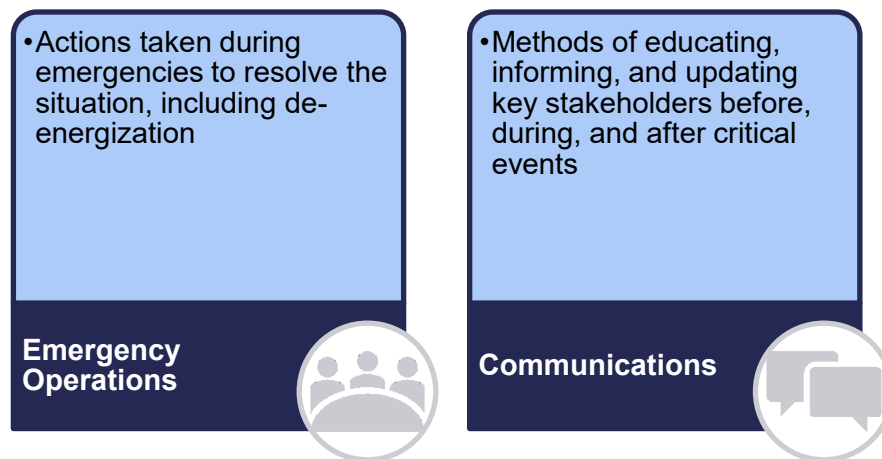 •Actions taken during
emergencies to resolve the
situation, including de-
energization
Emergency
Operations
•Methods of educating,
informing, and updating
key stakeholders before,
during, and after critical
events
Communications